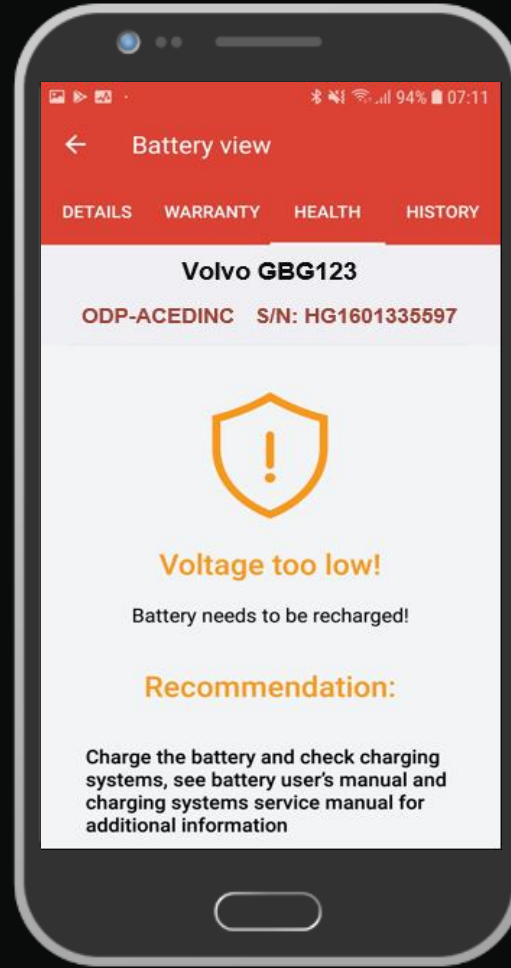 94% 07:11
Battery view
DETAILS WARRANTY HEALTH HISTORY
Volvo GBG123
ODP-ACEDINC S/N: HG1601335597
!
Voltage too low!
Battery needs to be recharged!
Recommendation:
Charge the battery and check charging
systems, see battery user's manual and
charging systems service manual for
additional information